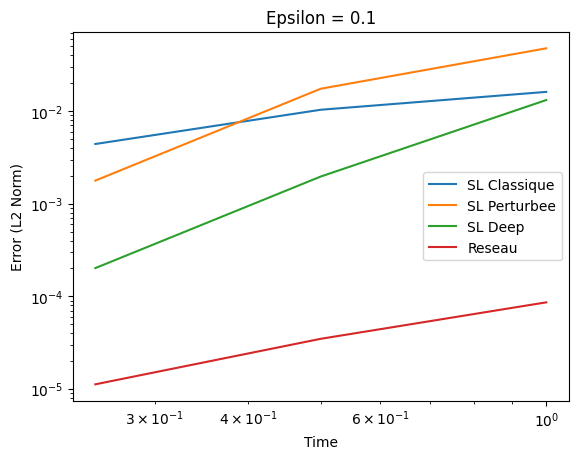 Epsilon = 0.1
Error (L2 Norm)
10⁻²
10⁻³
10⁻⁴
10⁻⁵
SL Classique
SL Perturbee
SL Deep
Reseau
3 × 10⁻¹
4 × 10⁻¹
6 × 10⁻¹
10⁰
Time